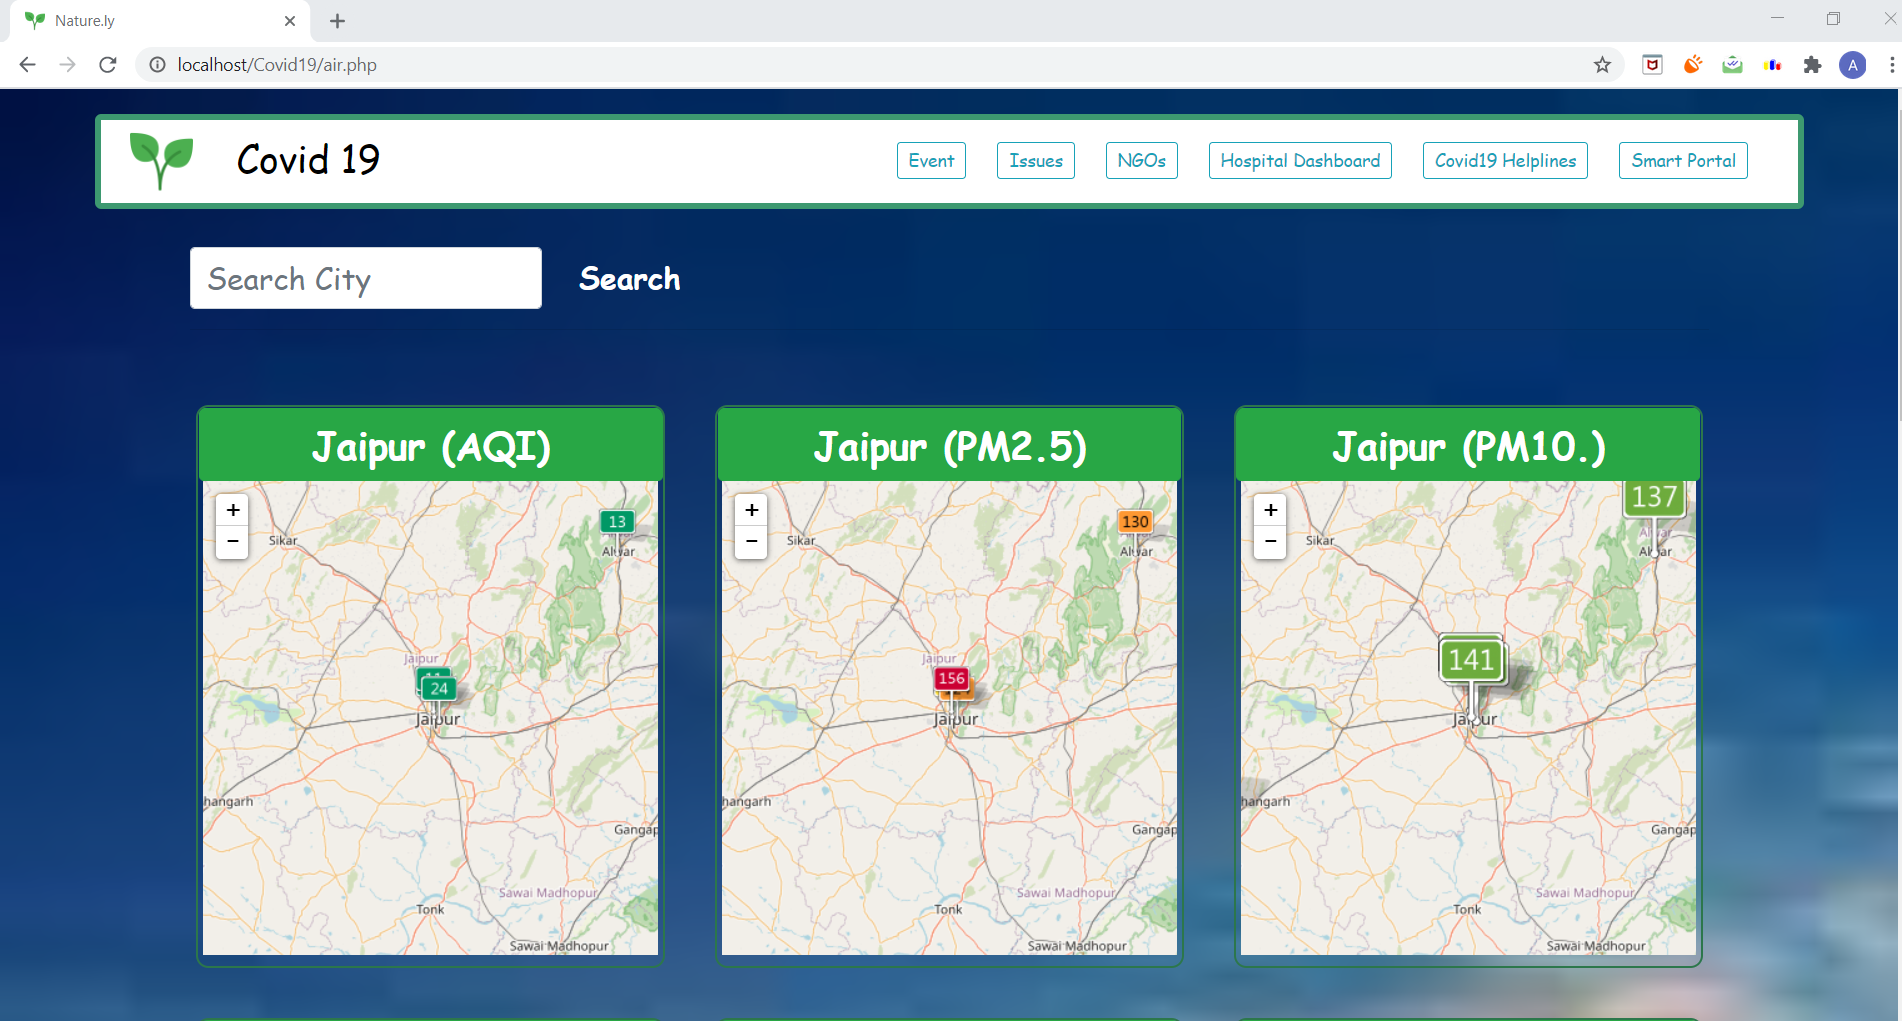 Nature.ly
localhost/Covid19/air.php
A
Covid 19
Event
Issues
NGOs
Hospital Dashboard
Covid19 Helplines
Smart Portal
Search City
Search
Jaipur (AQI)
+
−
Sikar
13
Alwar
Jaipur
24
Jaipur
hangarh
Gangap
Sawai Madhopur
Tonk
Sawai Madhopur
Jaipur (PM2.5)
+
−
Sikar
130
Alwar
Jaipur
156
Jaipur
hangarh
Gangap
Sawai Madhopur
Tonk
Sawai Madhopur
Jaipur (PM10.)
+
−
Sikar
137
Alwar
141
Jaipur
hangarh
Gangap
Sawai Madhopur
Tonk
Sawai Madhopur